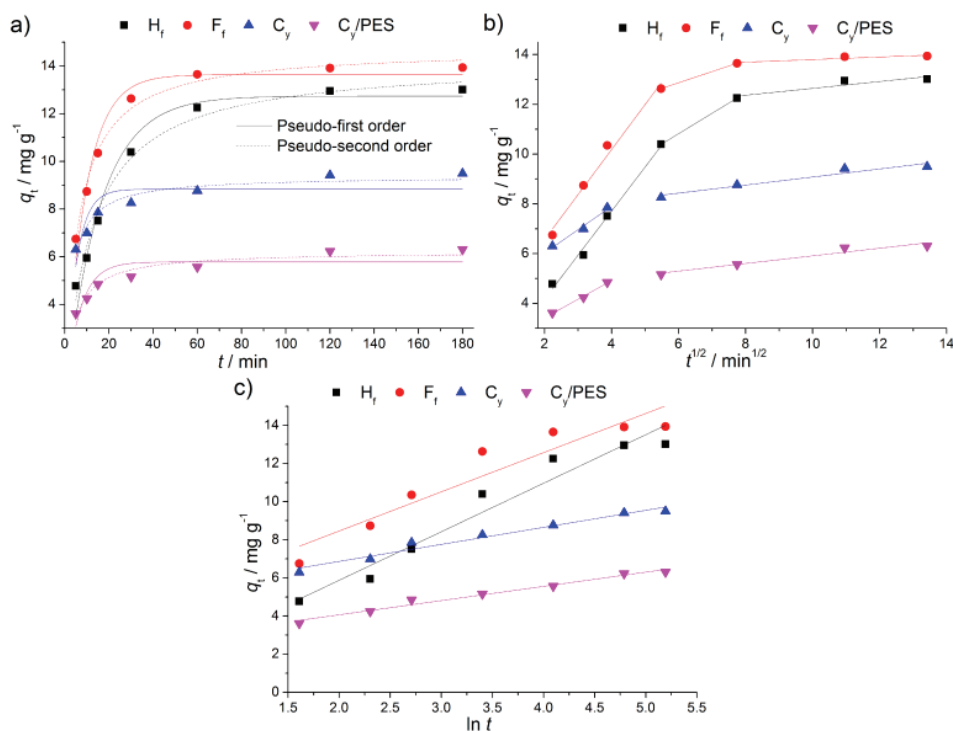 a)
H_f F_f C_y C_y/PES
q_t / mg g^-1
14
12
10
8
6
4
Pseudo-first order
Pseudo-second order
0 20 40 60 80 100 120 140 160 180
t / min
b)
H_f F_f C_y C_y/PES
q_t / mg g^-1
14
12
10
8
6
4
2 4 6 8 10 12 14
t^1/2 / min^1/2
c)
H_f F_f C_y C_y/PES
q_t / mg g^-1
14
12
10
8
6
4
2
0
1.5 2.0 2.5 3.0 3.5 4.0 4.5 5.0 5.5
ln t